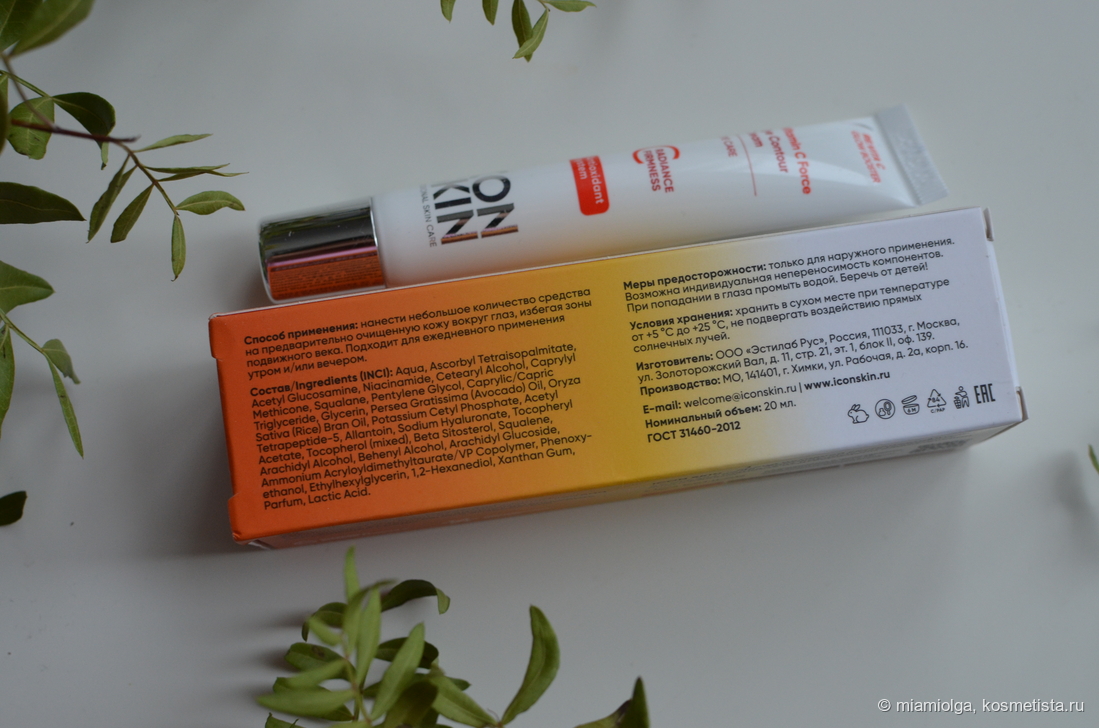 ON
KIN
SKIN CARE
RADIANCE
FIRMNESS
CARE
Contour
C Force
Способ применения: нанести небольшое количество средства
на предварительно очищенную кожу вокруг глаз, избегая зоны
подвижного века. Подходит для ежедневного применения
утром и/или вечером.
Состав/Ingredients (INCI): Aqua, Ascorbyl Tetraisopalmitate,
Acetyl Glucosamine, Niacinamide, Cetearyl Alcohol, Caprylyl
Methicone, Squalane, Pentylene Glycol, Caprylic/Capric
Triglyceride, Glycerin, Persea Gratissima (Avocado) Oil, Oryza
Sativa (Rice) Bran Oil, Potassium Cetyl Phosphate, Acetyl
Tetrapeptide-5, Allantoin, Sodium Hyaluronate, Tocopheryl
Acetate, Tocopherol (mixed), Beta Sitosterol, Squalene,
Arachidyl Alcohol, Behenyl Alcohol, Arachidyl Glucoside,
Ammonium Acryloyldimethyltaurate/VP Copolymer, Phenoxy-
ethanol, Ethylhexylglycerin, 1,2-Hexanediol, Xanthan Gum,
Parfum, Lactic Acid.
Меры предосторожности: только для наружного применения.
Возможна индивидуальная непереносимость компонентов.
При попадании в глаза промыть водой. Беречь от детей!
Условия хранения: хранить в сухом месте при температуре
от +5 °C до +25 °C, не подвергать воздействию прямых
солнечных лучей.
Изготовитель: ООО «Эстилаб Рус», Россия, 111033, г. Москва,
ул. Золоторожский Вал, д. 11, стр. 21, эт. 1, блок II, оф. 139.
Производство: МО, 141401, г. Химки, ул. Рабочая, д. 2а, корп. 16.
E-mail: welcome@iconskin.ru | www.iconskin.ru
Номинальный объем: 20 мл.
ГОСТ 31460-2012
6 M
84
C/PAP
EAC
© miamiolga, kosmetista.ru